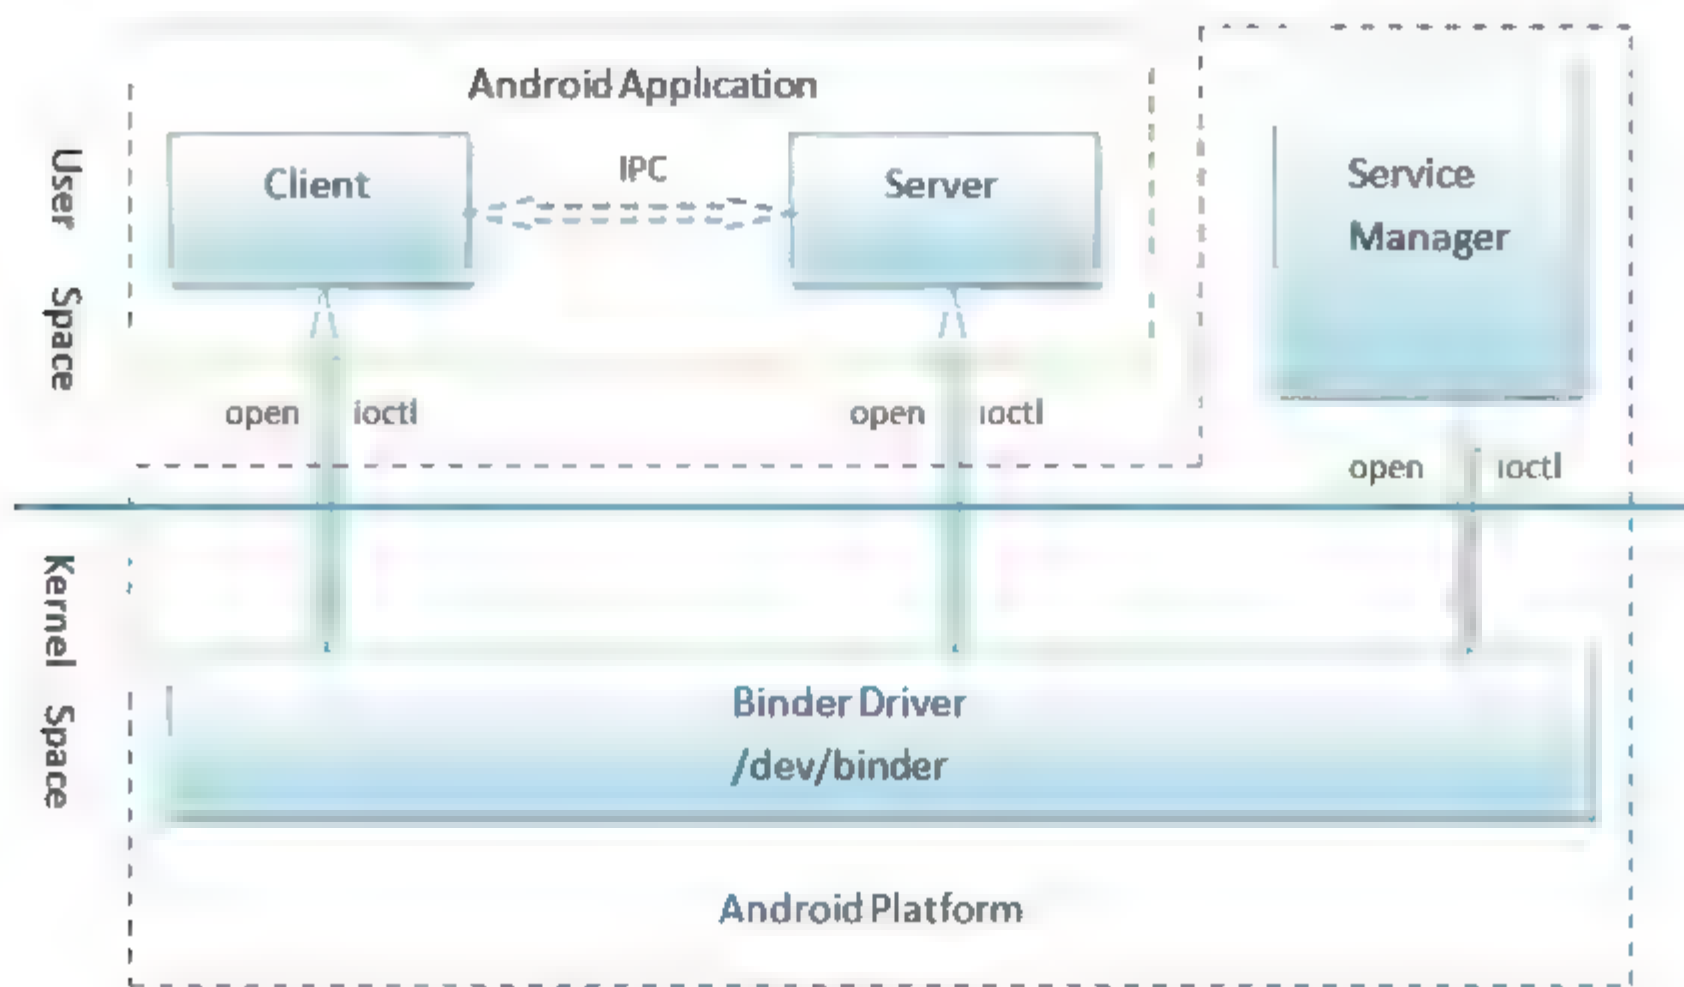 Android Application
User Space
Client
IPC
Server
Service
Manager
open ioctl
open ioctl
open ioctl
Kernel Space
Binder Driver
/dev/binder
Android Platform